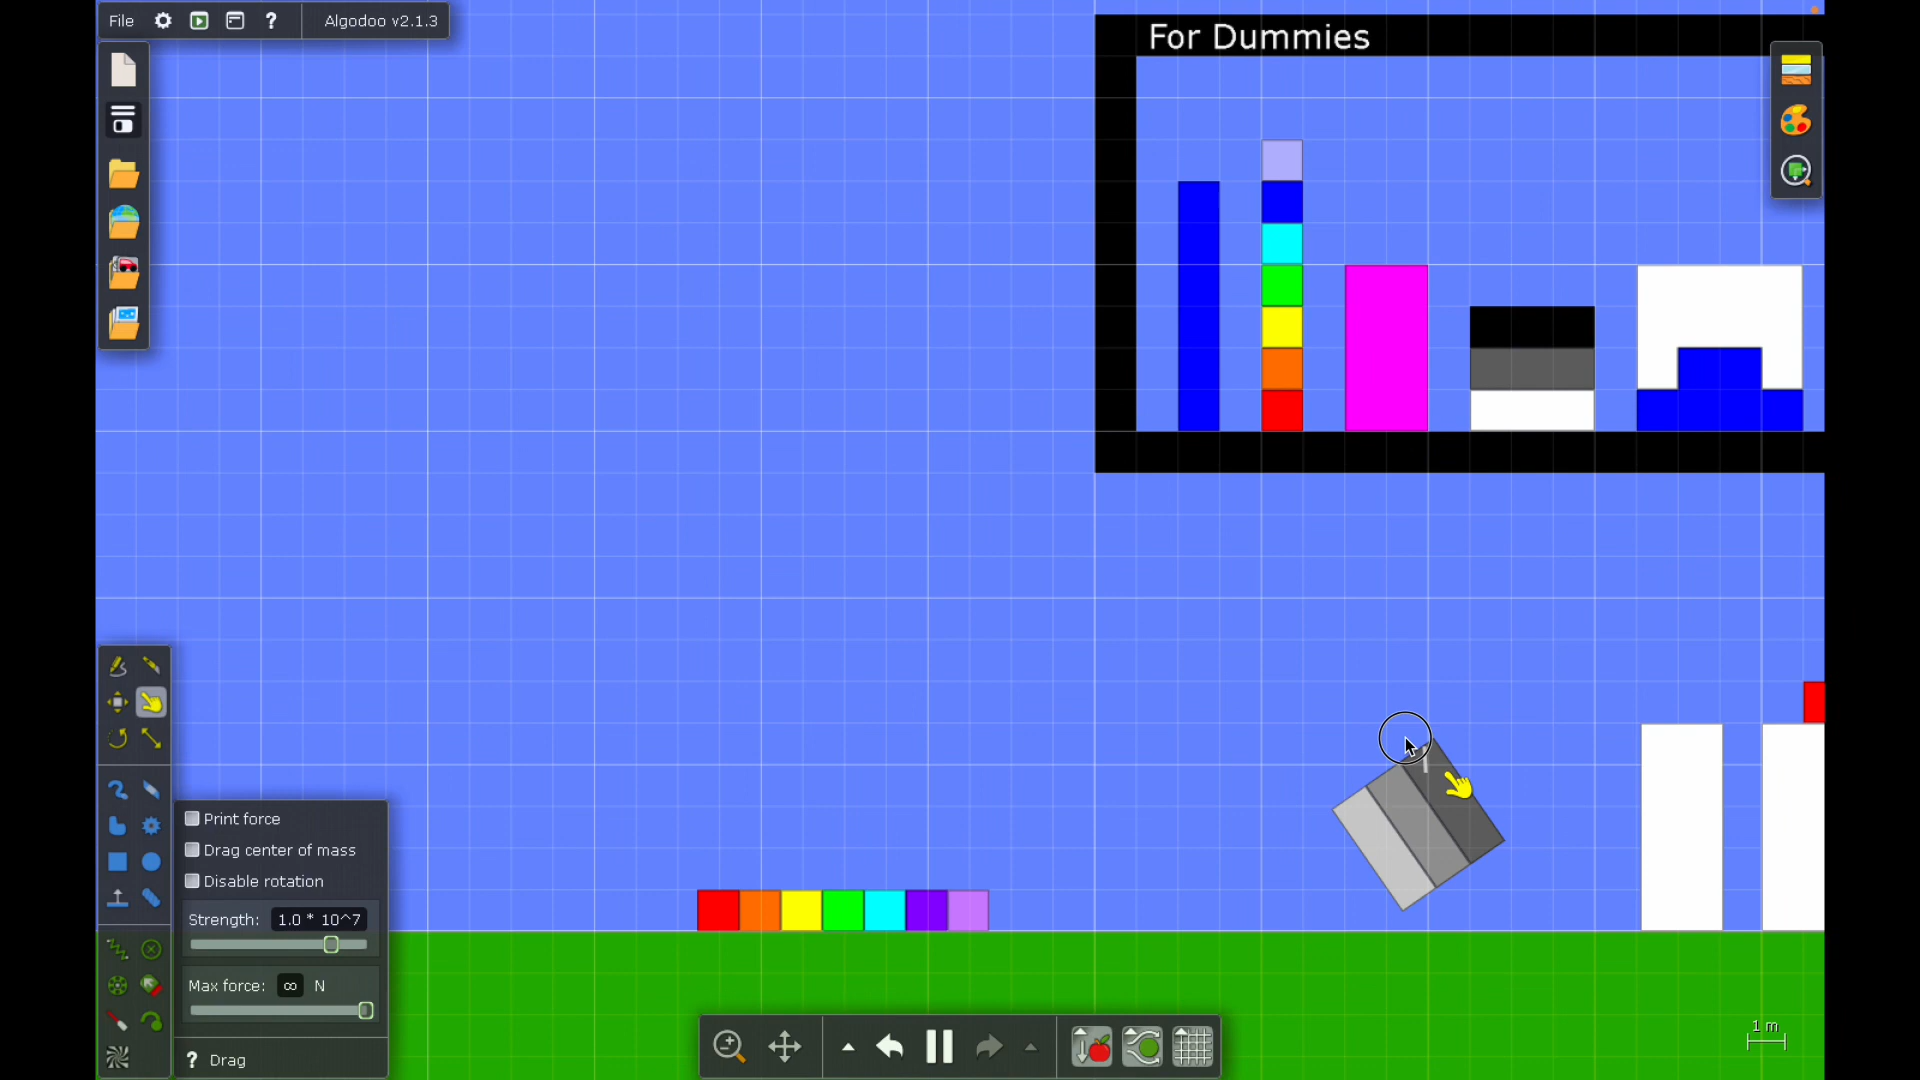 File ? Algodoo v2.1.3
For Dummies
Print force
Drag center of mass
Disable rotation
Strength: 1.0 * 10^7
Max force: ∞ N
? Drag
1 m